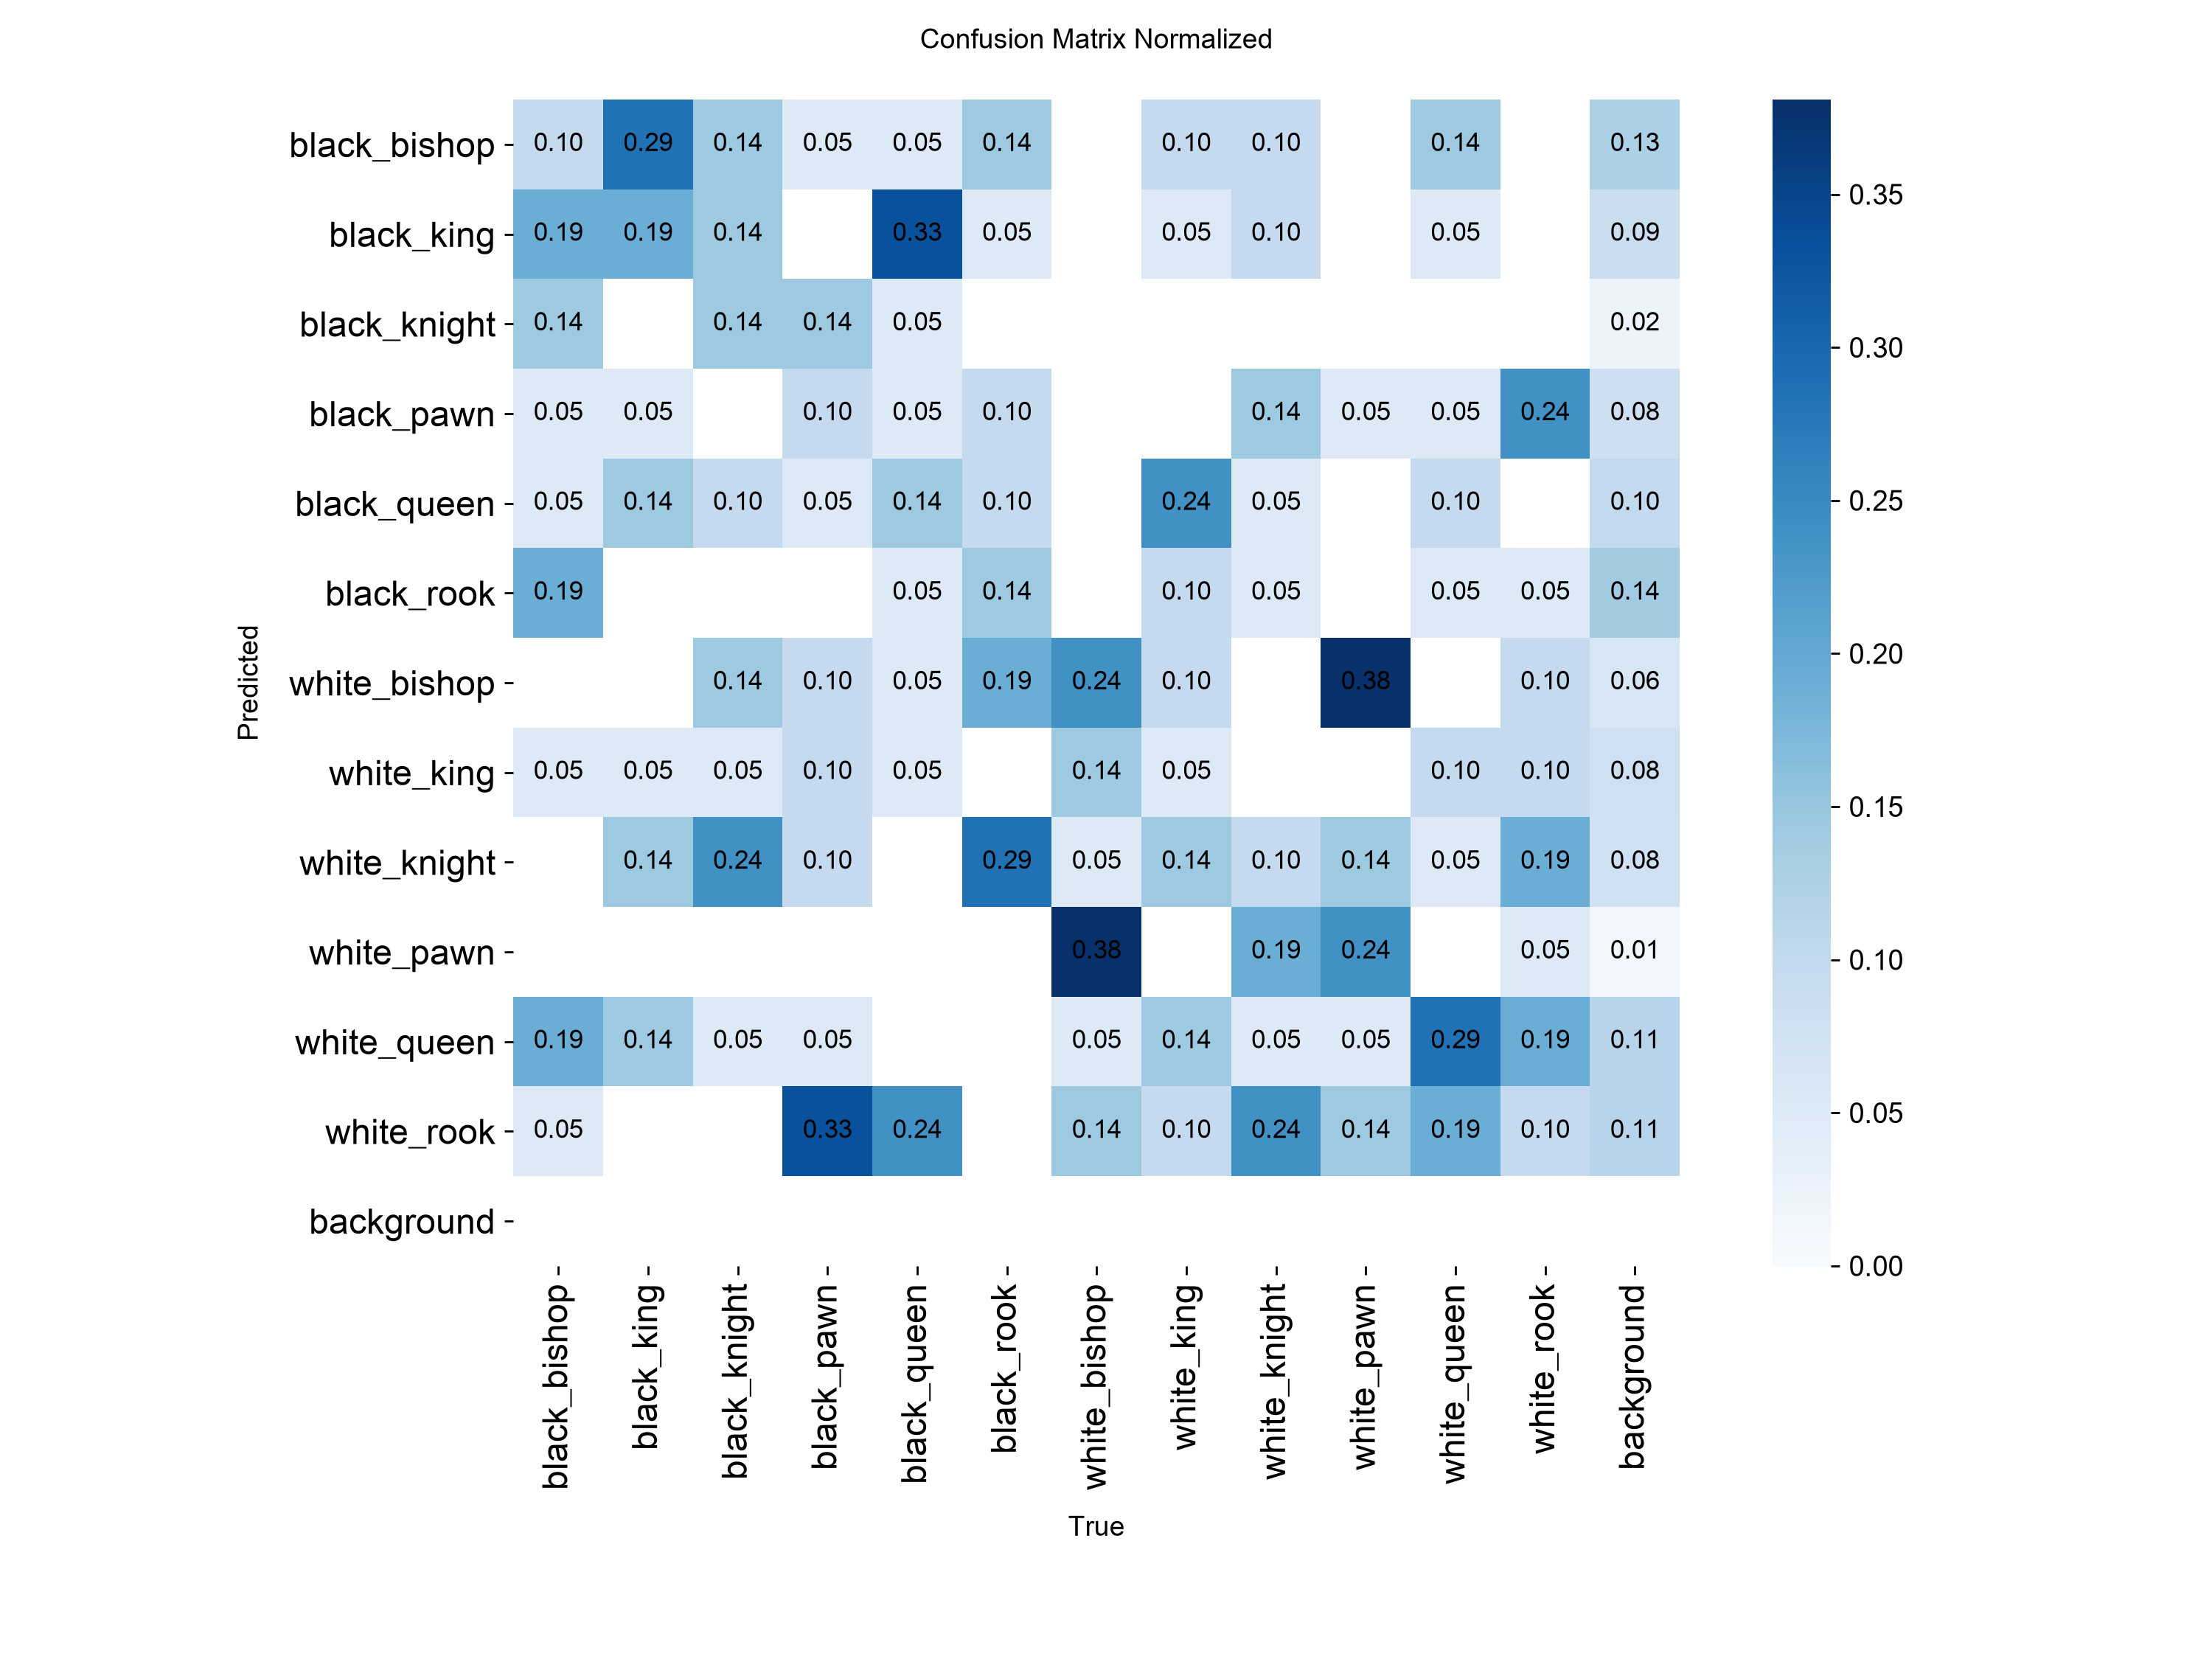 Confusion Matrix Normalized
black_bishop 0.10 0.29 0.14 0.05 0.05 0.14 0.10 0.10 0.14 0.13
black_king 0.19 0.19 0.14 0.33 0.05 0.05 0.10 0.05 0.09
black_knight 0.14 0.14 0.14 0.05 0.02
black_pawn 0.05 0.05 0.10 0.05 0.10 0.14 0.05 0.05 0.24 0.08
black_queen 0.05 0.14 0.10 0.05 0.14 0.10 0.24 0.05 0.10 0.10
black_rook 0.19 0.05 0.14 0.10 0.05 0.05 0.05 0.14
white_bishop 0.14 0.10 0.05 0.19 0.24 0.10 0.38 0.10 0.06
white_king 0.05 0.05 0.05 0.10 0.05 0.14 0.05 0.10 0.10 0.08
white_knight 0.14 0.24 0.10 0.29 0.05 0.14 0.10 0.14 0.05 0.19 0.08
white_pawn 0.38 0.19 0.24 0.05 0.01
white_queen 0.19 0.14 0.05 0.05 0.05 0.14 0.05 0.05 0.29 0.19 0.11
white_rook 0.05 0.33 0.24 0.14 0.10 0.24 0.14 0.19 0.10 0.11
background
Predicted
black_bishop
black_king
black_knight
black_pawn
black_queen
black_rook
white_bishop
white_king
white_knight
white_pawn
white_queen
white_rook
background
True
0.35
0.30
0.25
0.20
0.15
0.10
0.05
0.00